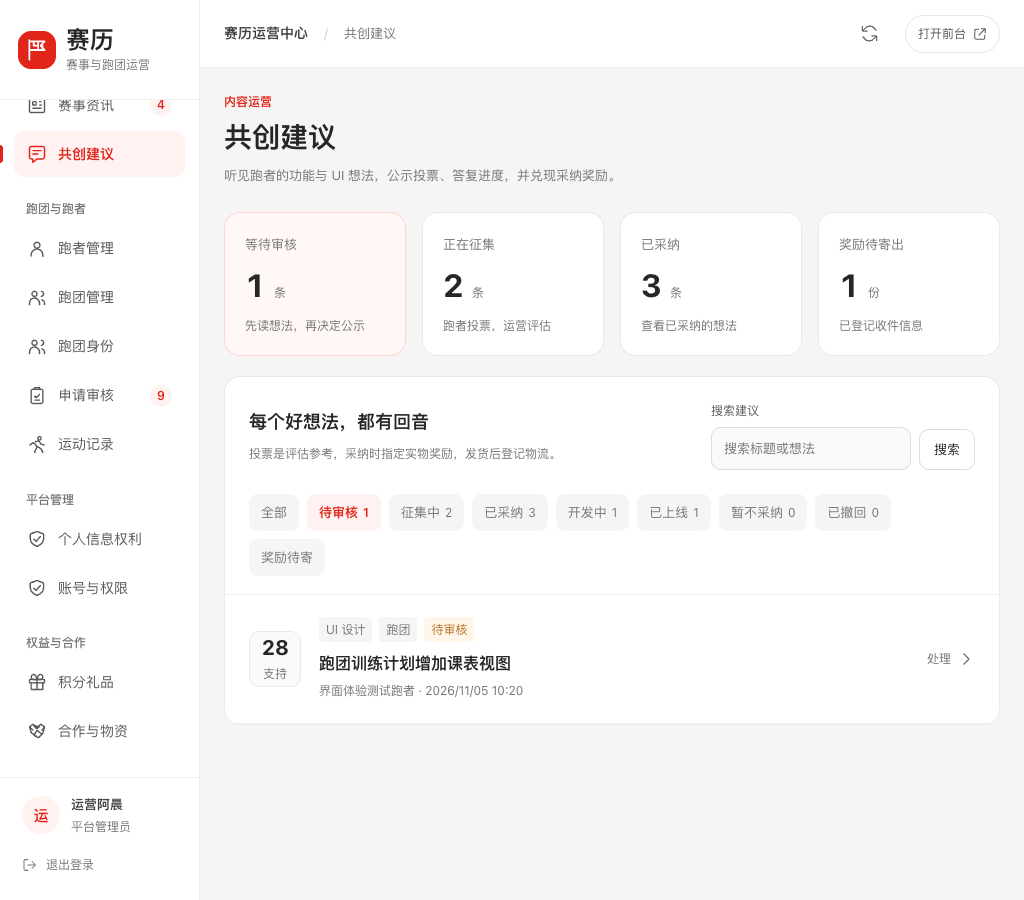 赛历
赛事与跑团运营
赛事资讯 4
共创建议
跑团与跑者
跑者管理
跑团管理
跑团身份
申请审核 9
运动记录
平台管理
个人信息权利
账号与权限
权益与合作
积分礼品
合作与物资
运
运营阿晨
平台管理员
退出登录
赛历运营中心 / 共创建议
打开前台
内容运营
共创建议
听见跑者的功能与 UI 想法，公示投票、答复进度，并兑现采纳奖励。
等待审核
1 条
先读想法，再决定公示
正在征集
2 条
跑者投票，运营评估
已采纳
3 条
查看已采纳的想法
奖励待寄出
1 份
已登记收件信息
每个好想法，都有回音
投票是评估参考，采纳时指定实物奖励，发货后登记物流。
搜索建议
搜索标题或想法
搜索
全部 待审核 1 征集中 2 已采纳 3 开发中 1 已上线 1 暂不采纳 0 已撤回 0
奖励待寄
28
支持
UI 设计 跑团 待审核
跑团训练计划增加课表视图
界面体验测试跑者 · 2026/11/05 10:20
处理